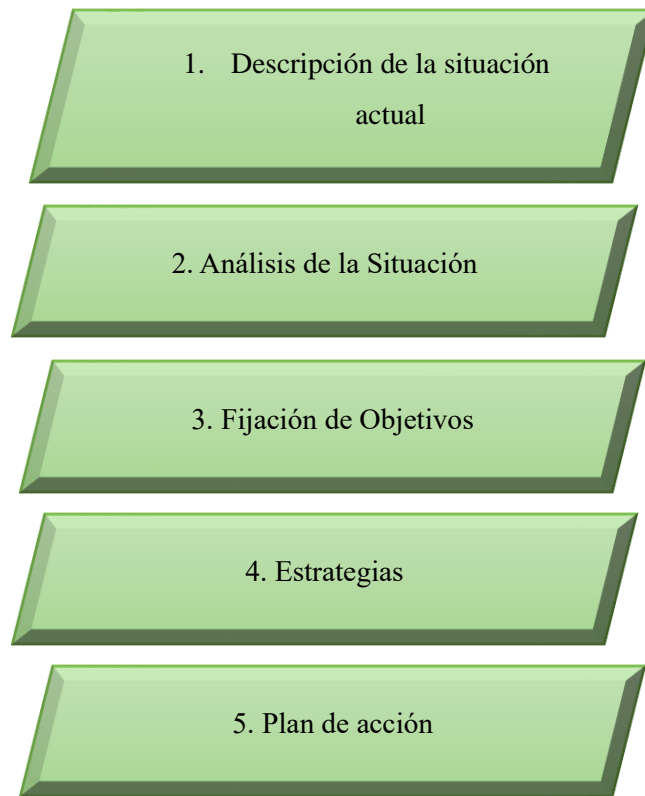 1. Descripción de la situación
actual
2. Análisis de la Situación
3. Fijación de Objetivos
4. Estrategias
5. Plan de acción